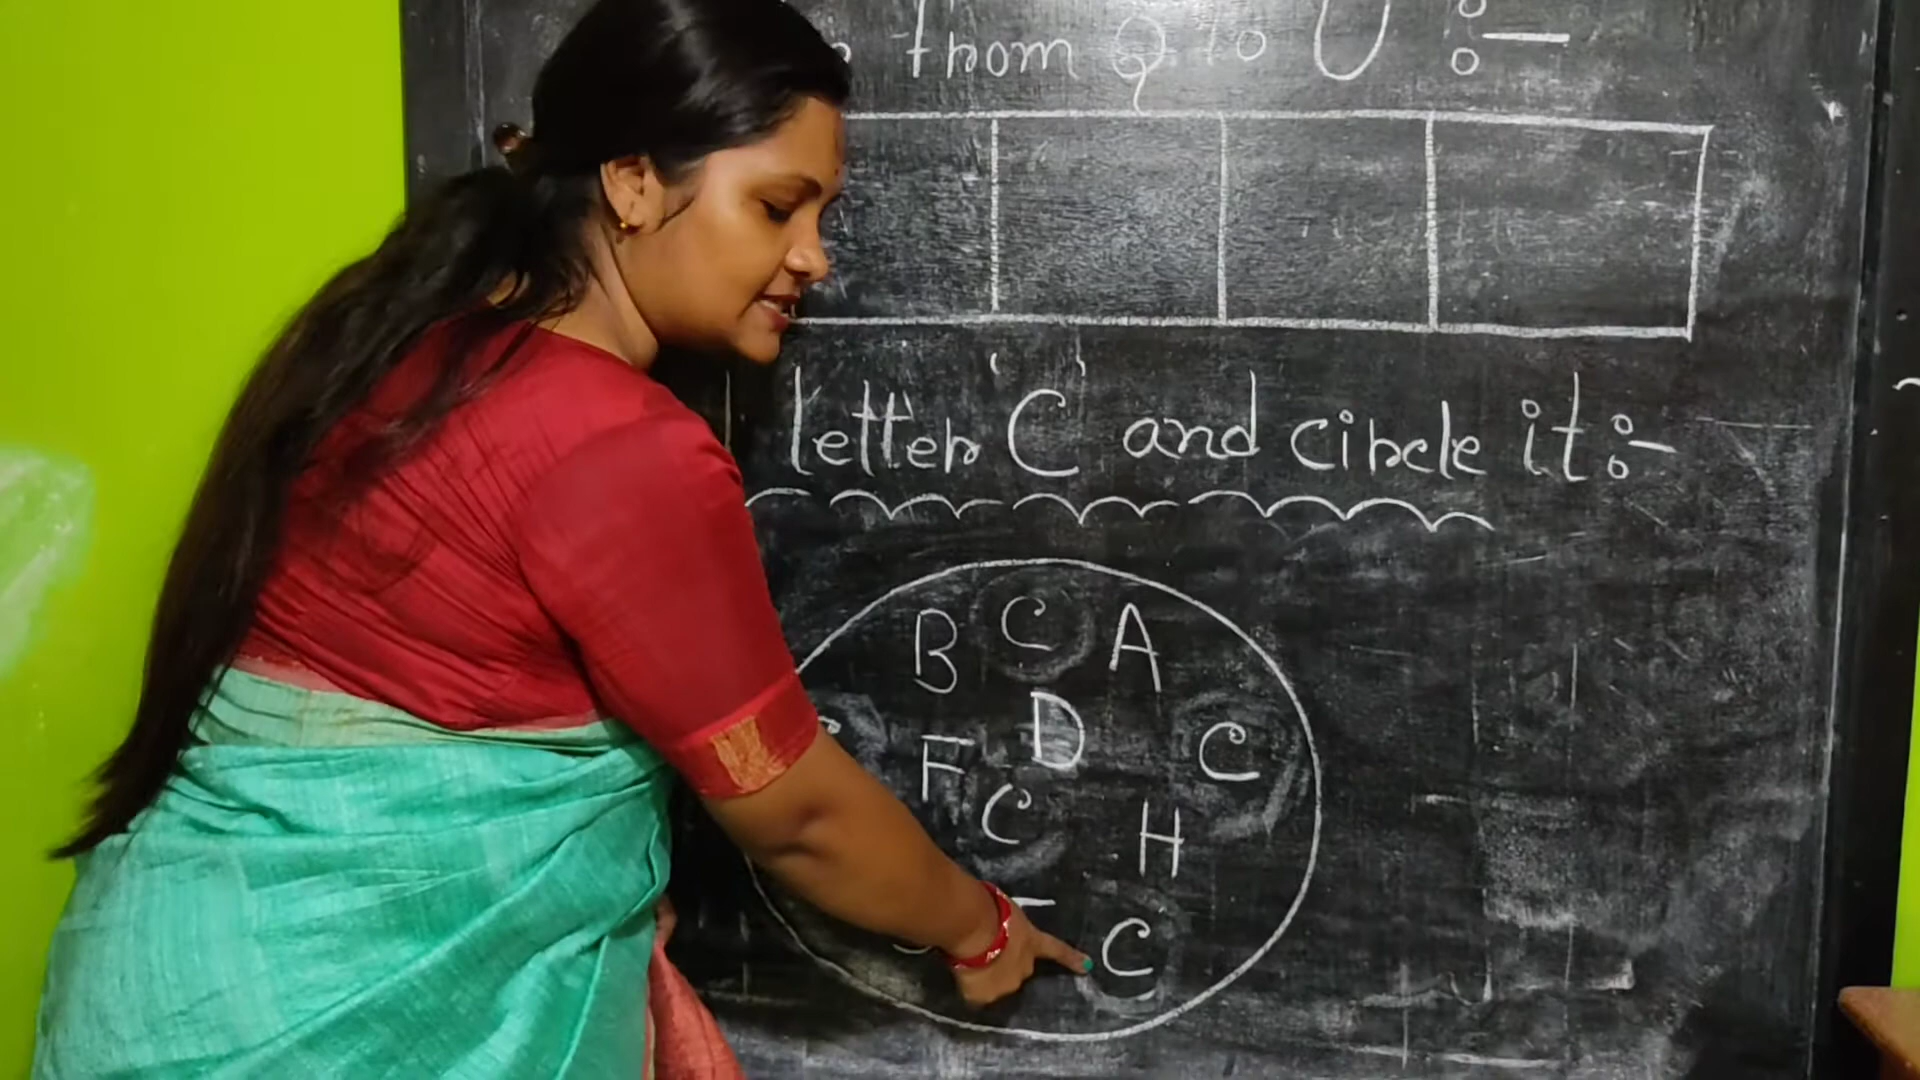 from Q to U :-
letter 'C' and circle it :-
B C A
D
F C
C H
C